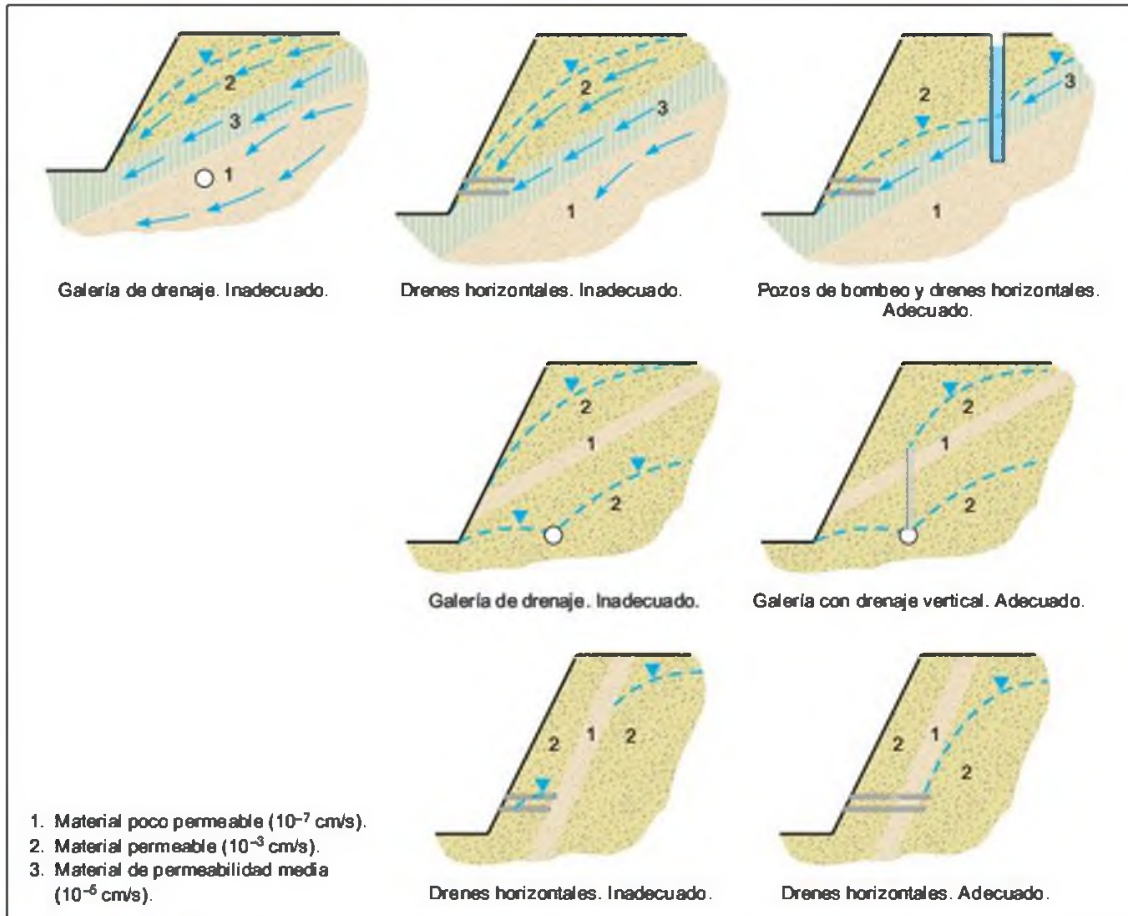 2
3
1
Galería de drenaje. Inadecuado.
2
3
1
Drenes horizontales. Inadecuado.
2
3
1
Pozos de bombeo y drenes horizontales.
Adecuado.
2
1
2
Galería de drenaje. Inadecuado.
2
1
2
Galería con drenaje vertical. Adecuado.
2
1
2
Drenes horizontales. Inadecuado.
2
1
2
Drenes horizontales. Adecuado.
1. Material poco permeable (10⁻⁷ cm/s).
2. Material permeable (10⁻³ cm/s).
3. Material de permeabilidad media
(10⁻⁵ cm/s).